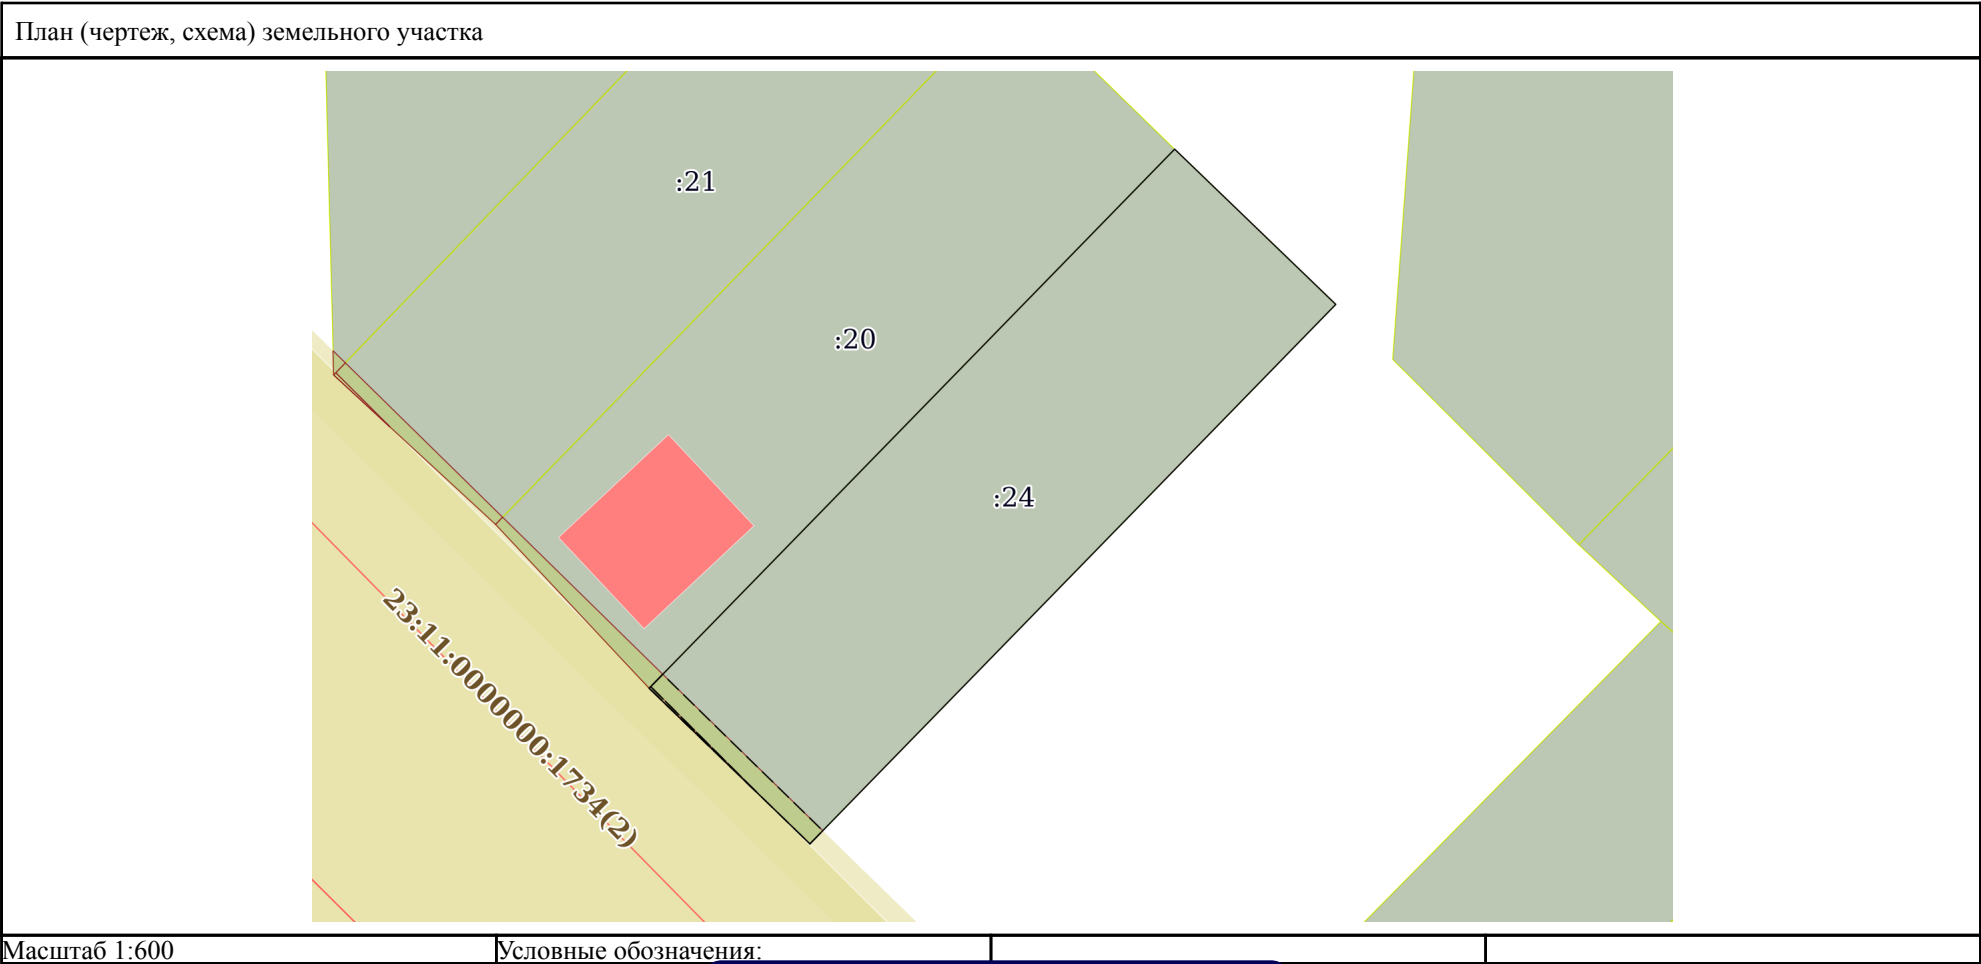 План (чертеж, схема) земельного участка
:21
:20
:24
23:11:0000000:1734(2)
Масштаб 1:600
Условные обозначения: